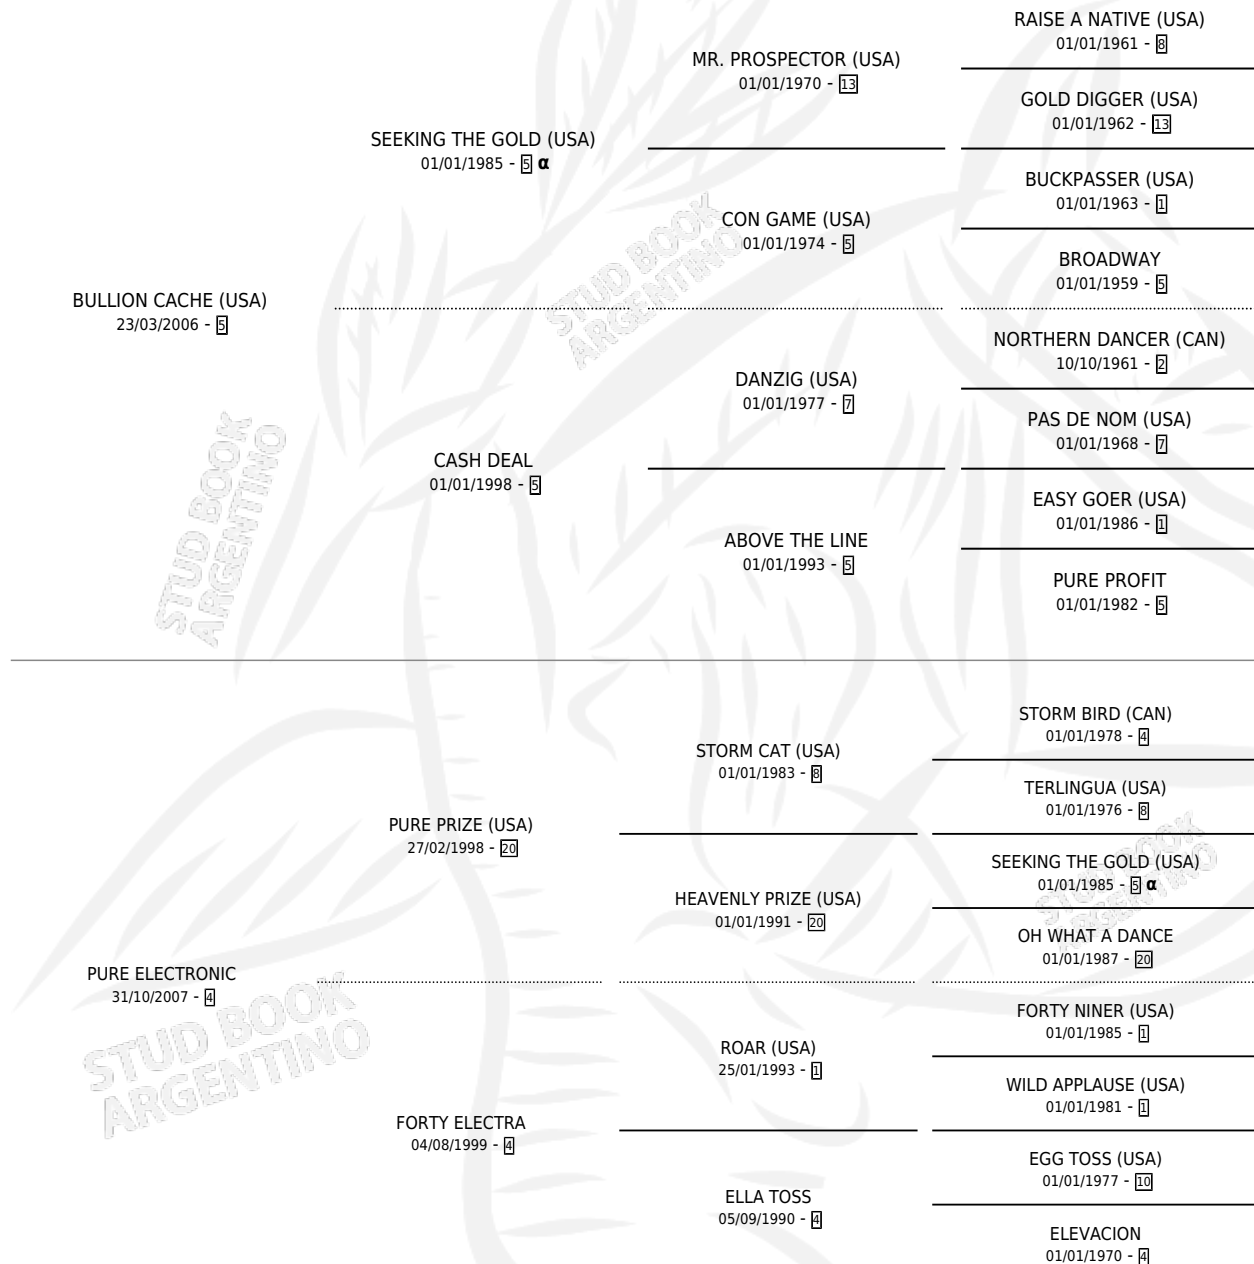 RAISE A NATIVE (USA)
01/01/1961 - 8
MR. PROSPECTOR (USA)
01/01/1970 - 13
GOLD DIGGER (USA)
01/01/1962 - 13
SEEKING THE GOLD (USA)
01/01/1985 - 5 α
BUCKPASSER (USA)
01/01/1963 - 1
CON GAME (USA)
01/01/1974 - 5
BROADWAY
01/01/1959 - 5
BULLION CACHE (USA)
23/03/2006 - 5
NORTHERN DANCER (CAN)
10/10/1961 - 2
DANZIG (USA)
01/01/1977 - 7
PAS DE NOM (USA)
01/01/1968 - 7
CASH DEAL
01/01/1998 - 5
EASY GOER (USA)
01/01/1986 - 1
ABOVE THE LINE
01/01/1993 - 5
PURE PROFIT
01/01/1982 - 5
STORM BIRD (CAN)
01/01/1978 - 4
STORM CAT (USA)
01/01/1983 - 8
TERLINGUA (USA)
01/01/1976 - 8
PURE PRIZE (USA)
27/02/1998 - 20
SEEKING THE GOLD (USA)
01/01/1985 - 5 α
HEAVENLY PRIZE (USA)
01/01/1991 - 20
OH WHAT A DANCE
01/01/1987 - 20
PURE ELECTRONIC
31/10/2007 - 4
FORTY NINER (USA)
01/01/1985 - 1
ROAR (USA)
25/01/1993 - 1
WILD APPLAUSE (USA)
01/01/1981 - 1
FORTY ELECTRA
04/08/1999 - 4
EGG TOSS (USA)
01/01/1977 - 10
ELLA TOSS
05/09/1990 - 4
ELEVACION
01/01/1970 - 4
STUD BOOK
ARGENTINO
STUD BOOK
ARGENTINO
STUD BOOK
ARGENTINO
STUD BOOK
ARGENTINO